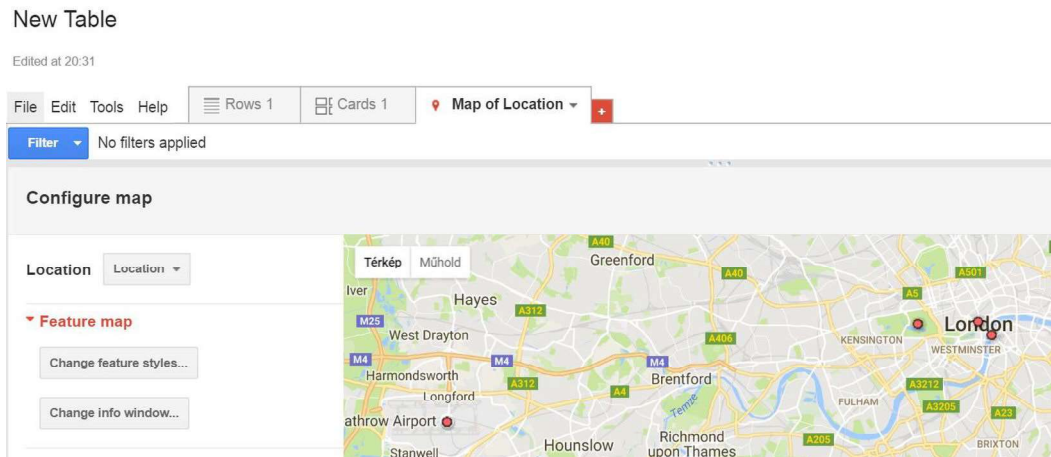 New Table
Edited at 20:31
File Edit Tools Help Rows 1 Cards 1 Map of Location +
Filter No filters applied
Configure map
Location Location
Feature map
Change feature styles...
Change info window...
Térkép Műhold
A40
Greenford
A40
A501
Iver
Hayes
A312
A5
M25
West Drayton
London
A406
KENSINGTON
WESTMINSTER
M4
M4
M4
Harmondsworth
A312
Brentford
A4
A3212
Longford
Temze
FULHAM
A3205
A23
athrow Airport
Richmond
upon Thames
Hounslow
A205
BRIXTON
Stanwell